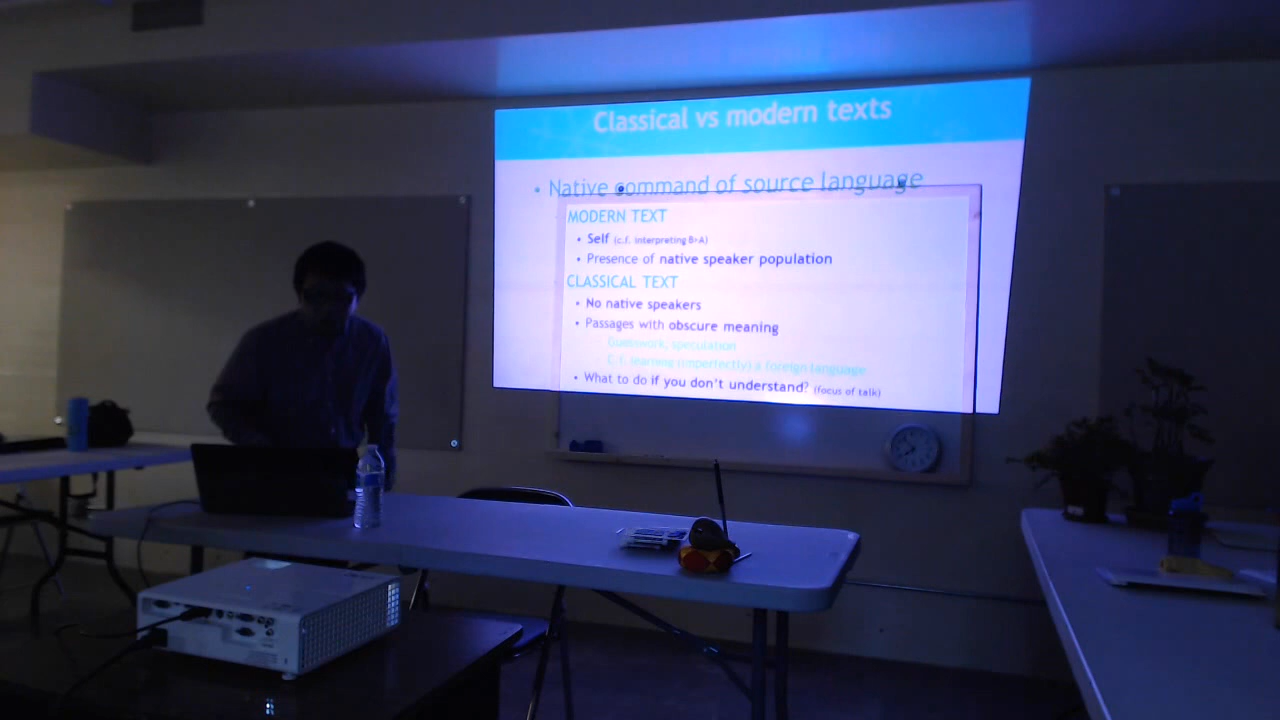 Classical vs modern texts
• Native command of source language
MODERN TEXT
• Self (c.f. interpreting B>A)
• Presence of native speaker population
CLASSICAL TEXT
• No native speakers
• Passages with obscure meaning
Guesswork, speculation
C.f. learning (imperfectly) a foreign language
• What to do if you don't understand? (focus of talk)